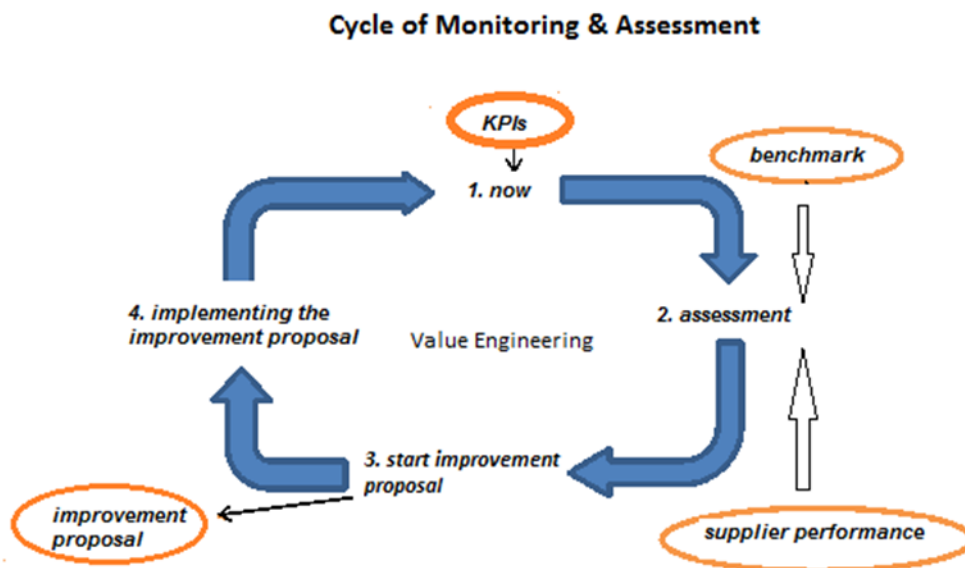 Cycle of Monitoring & Assessment
KPIs
benchmark
1. now
2. assessment
4. implementing the
improvement proposal
Value Engineering
3. start improvement
proposal
improvement
proposal
supplier performance